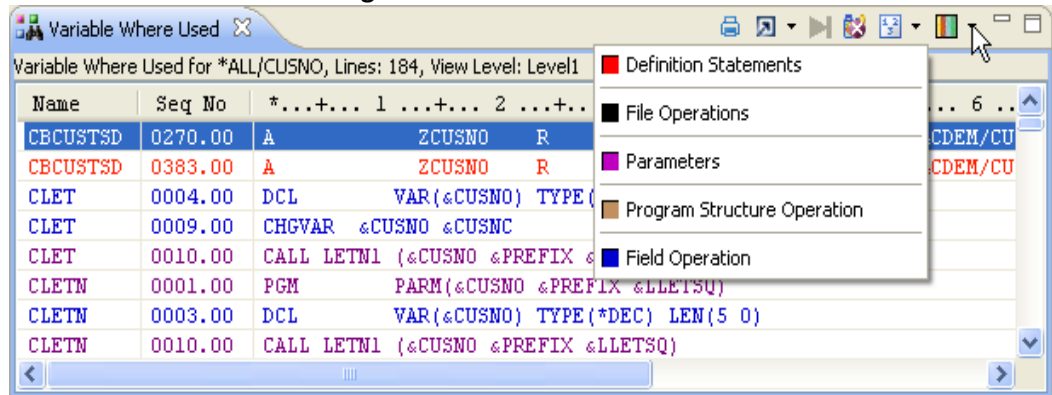 Variable Where Used
Variable Where Used for *ALL/CUSNO, Lines: 184, View Level: Level1
Name Seq No *...+... 1 ...+... 2 ...+.. ... 6 ..
CBCUSTSD 0270.00 A ZCUSNO R CDEM/CU
CBCUSTSD 0383.00 A ZCUSNO R CDEM/CU
CLET 0004.00 DCL VAR(&CUSNO) TYPE(
CLET 0009.00 CHGVAR &CUSNO &CUSNC
CLET 0010.00 CALL LETN1 (&CUSNO &PREFIX &
CLETN 0001.00 PGM PARM(&CUSNO &PREFIX &LLETSQ)
CLETN 0003.00 DCL VAR(&CUSNO) TYPE(*DEC) LEN(5 0)
CLETN 0010.00 CALL LETN1 (&CUSNO &PREFIX &LLETSQ)
Definition Statements
File Operations
Parameters
Program Structure Operation
Field Operation